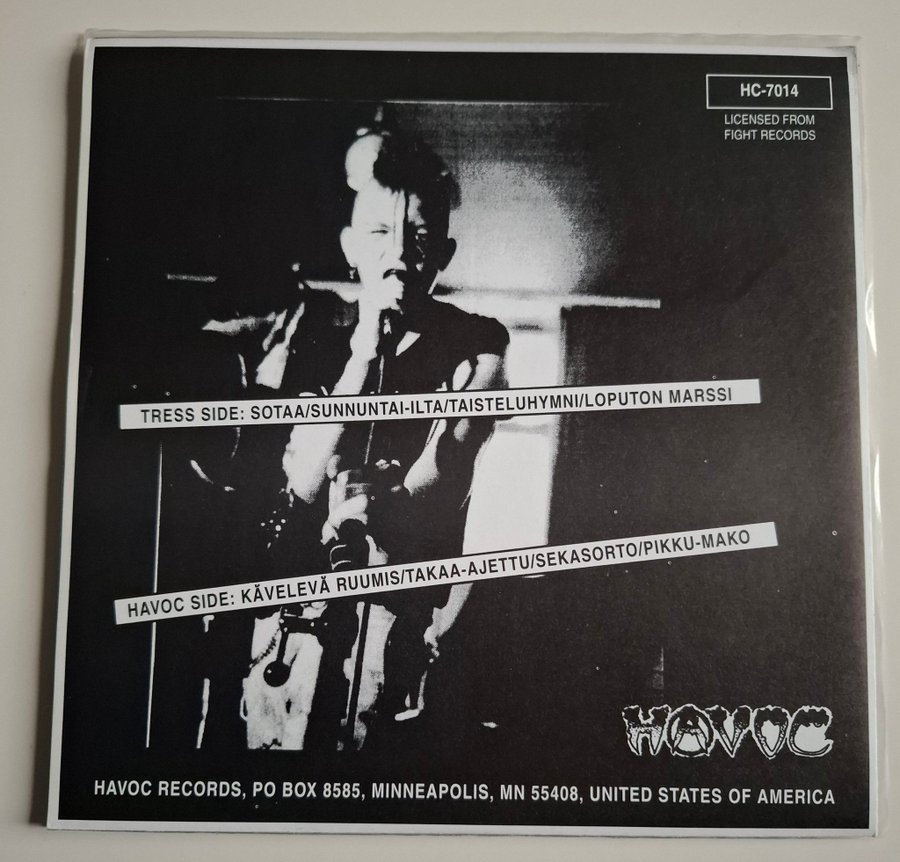 HC-7014
LICENSED FROM
FIGHT RECORDS
TRESS SIDE: SOTAA/SUNNUNTAI-ILTA/TAISTELUHYMNI/LOPUTON MARSSI
HAVOC SIDE: KÄVELEVÄ RUUMIS/TAKAA-AJETTU/SEKASORTO/PIKKU-MAKO
HAVOC
HAVOC RECORDS, PO BOX 8585, MINNEAPOLIS, MN 55408, UNITED STATES OF AMERICA